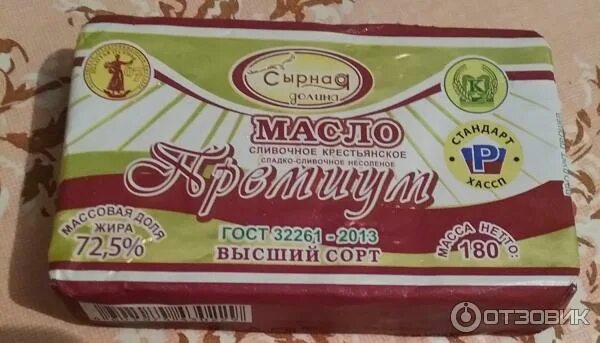 Сырная
долина
МАСЛО
СЛИВОЧНОЕ КРЕСТЬЯНСКОЕ
СЛАДКО-СЛИВОЧНОЕ НЕСОЛЕНОЕ
Премиум
ГОСТ 32261 - 2013
ВЫСШИЙ СОРТ
МАССОВАЯ ДОЛЯ
ЖИРА
72,5%
К
СТАНДАРТ
Р
ХАССП
МАССА НЕТТО:
180г
ОТЗОВИК